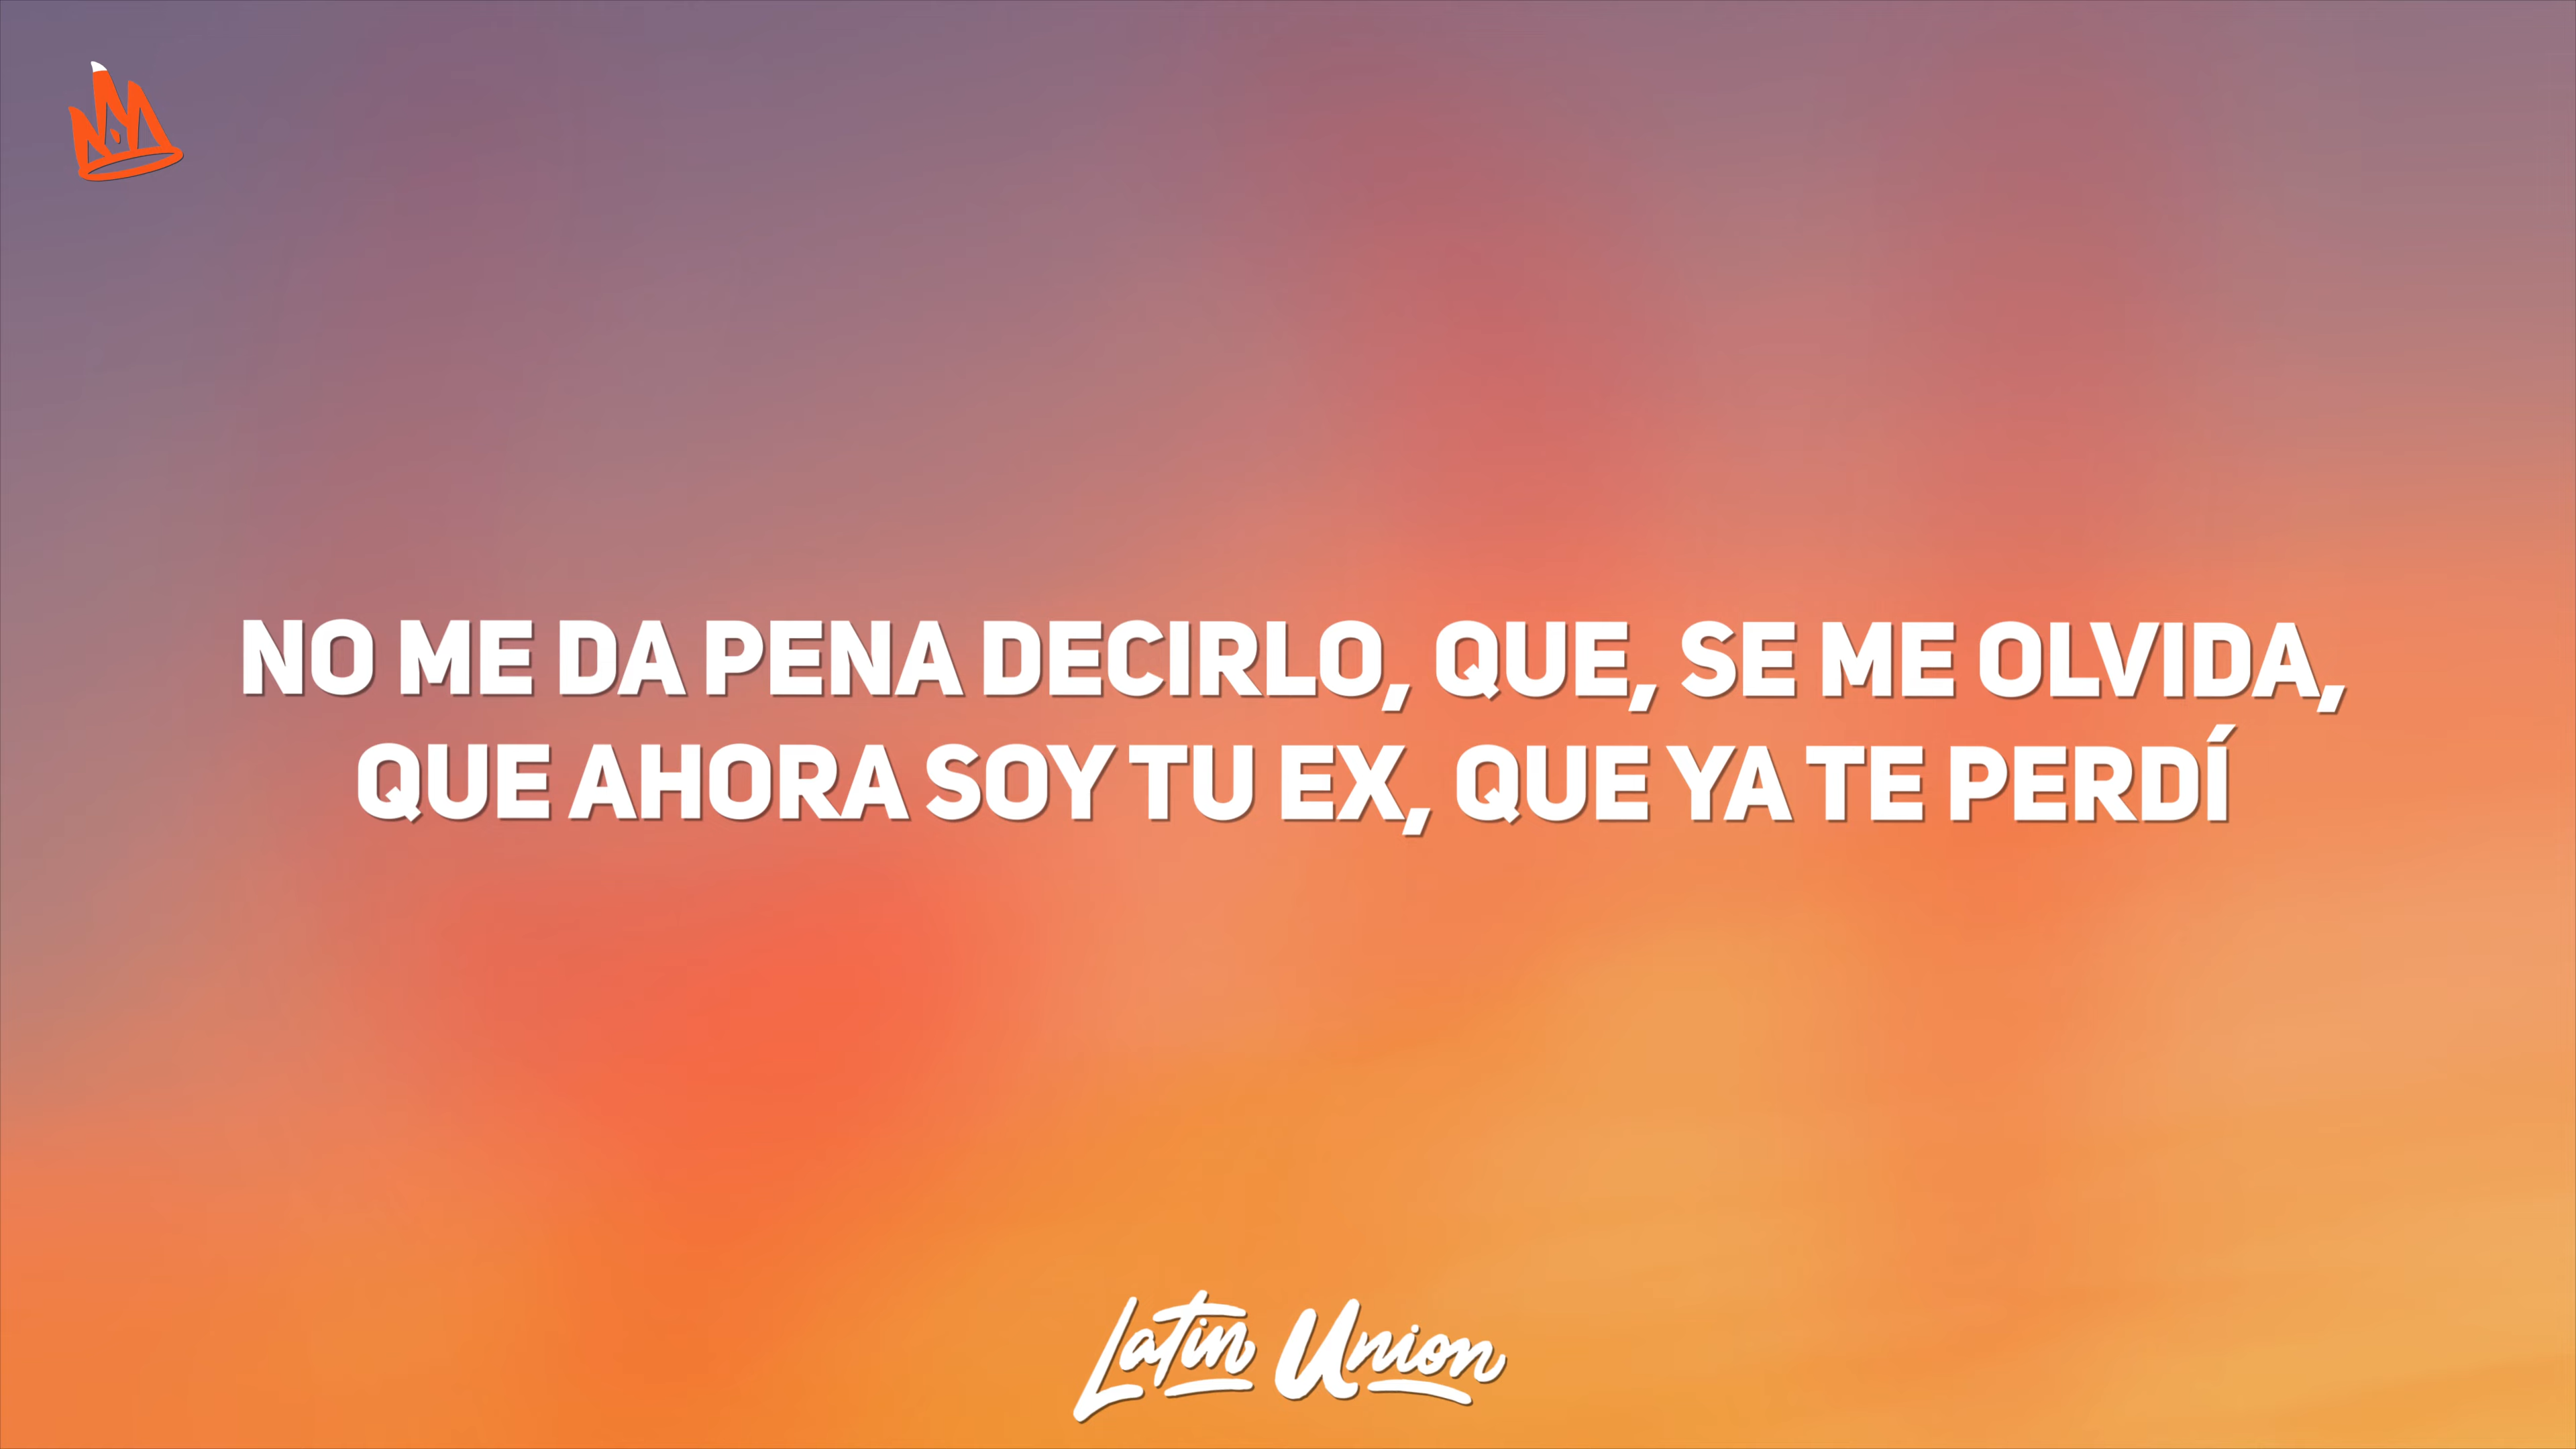 NO ME DA PENA DECIRLO, QUE, SE ME OLVIDA,
QUE AHORA SOY TU EX, QUE YA TE PERDÍ
Latin Union